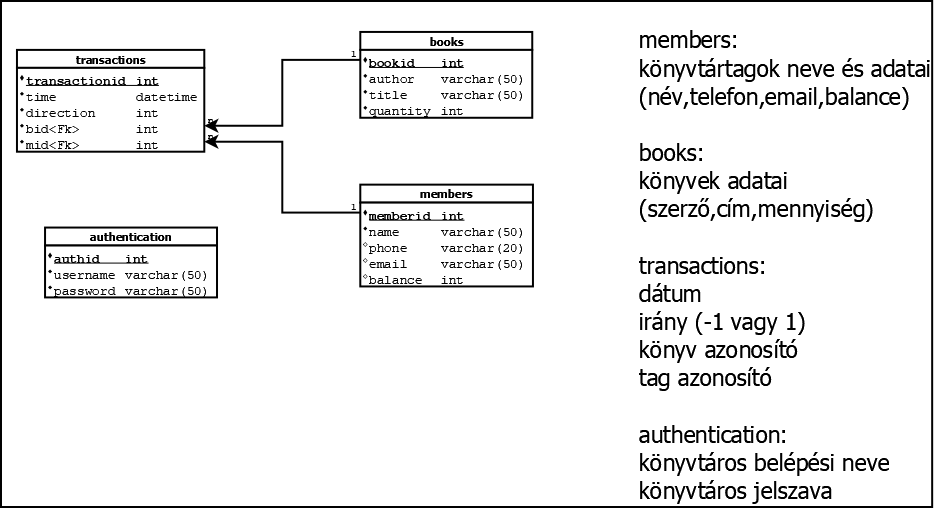 transactions
transactionid int
time datetime
direction int
bid<Fk> int
mid<Fk> int
n
n
1
books
bookid int
author varchar(50)
title varchar(50)
quantity int
1
members
memberid int
name varchar(50)
phone varchar(20)
email varchar(50)
balance int
authentication
authid int
username varchar(50)
password varchar(50)
members:
könyvtártagok neve és adatai
(név,telefon,email,balance)
books:
könyvek adatai
(szerző,cím,mennyiség)
transactions:
dátum
irány (-1 vagy 1)
könyv azonosító
tag azonosító
authentication:
könyvtáros belépési neve
könyvtáros jelszava